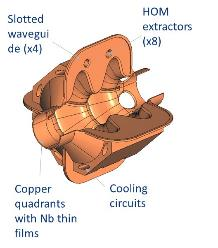 Slotted
wavegui
de (x4)
HOM
extractors
(x8)
Copper
quadrants
with Nb thin
films
Cooling
circuits